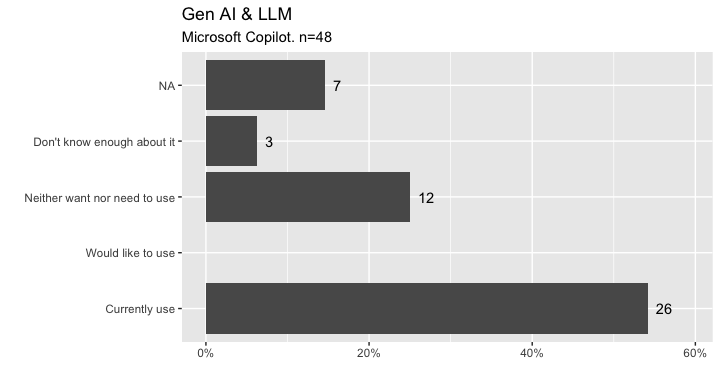 Gen AI & LLM
Microsoft Copilot. n=48
NA 7
Don't know enough about it 3
Neither want nor need to use 12
Would like to use
Currently use 26
0% 20% 40% 60%